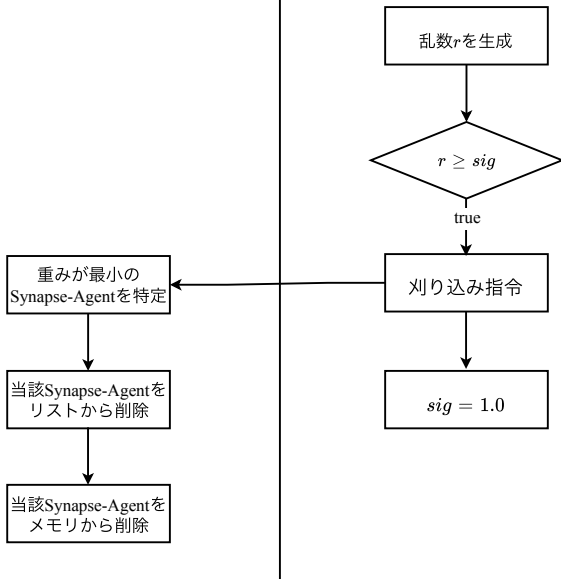 乱数rを生成
r ≥ sig
true
刈り込み指令
sig = 1.0
重みが最小の
Synapse-Agentを特定
当該Synapse-Agentを
リストから削除
当該Synapse-Agentを
メモリから削除